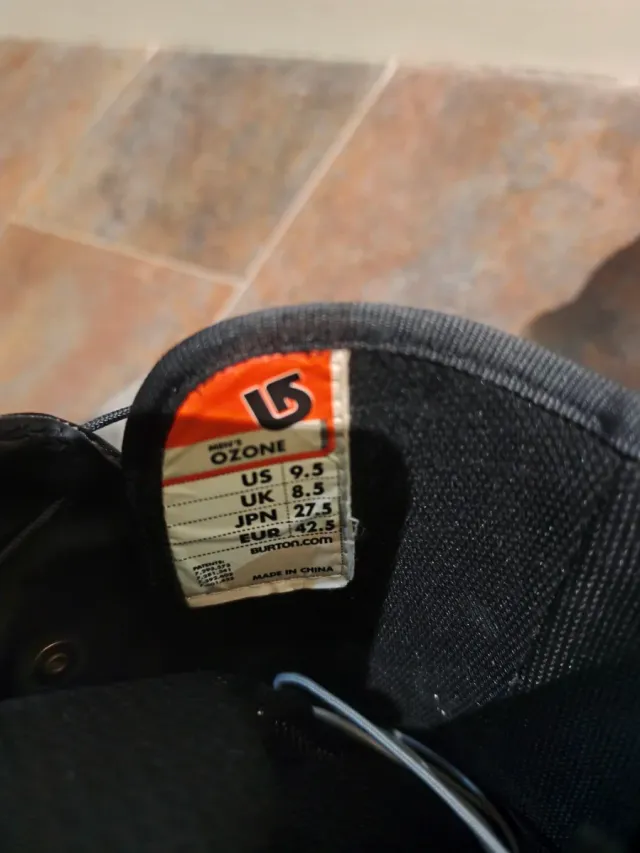 MEN'S
OZONE
US 9.5
UK 8.5
JPN 27.5
EUR 42.5
BURTON.COM
PATENTS:
MADE IN CHINA